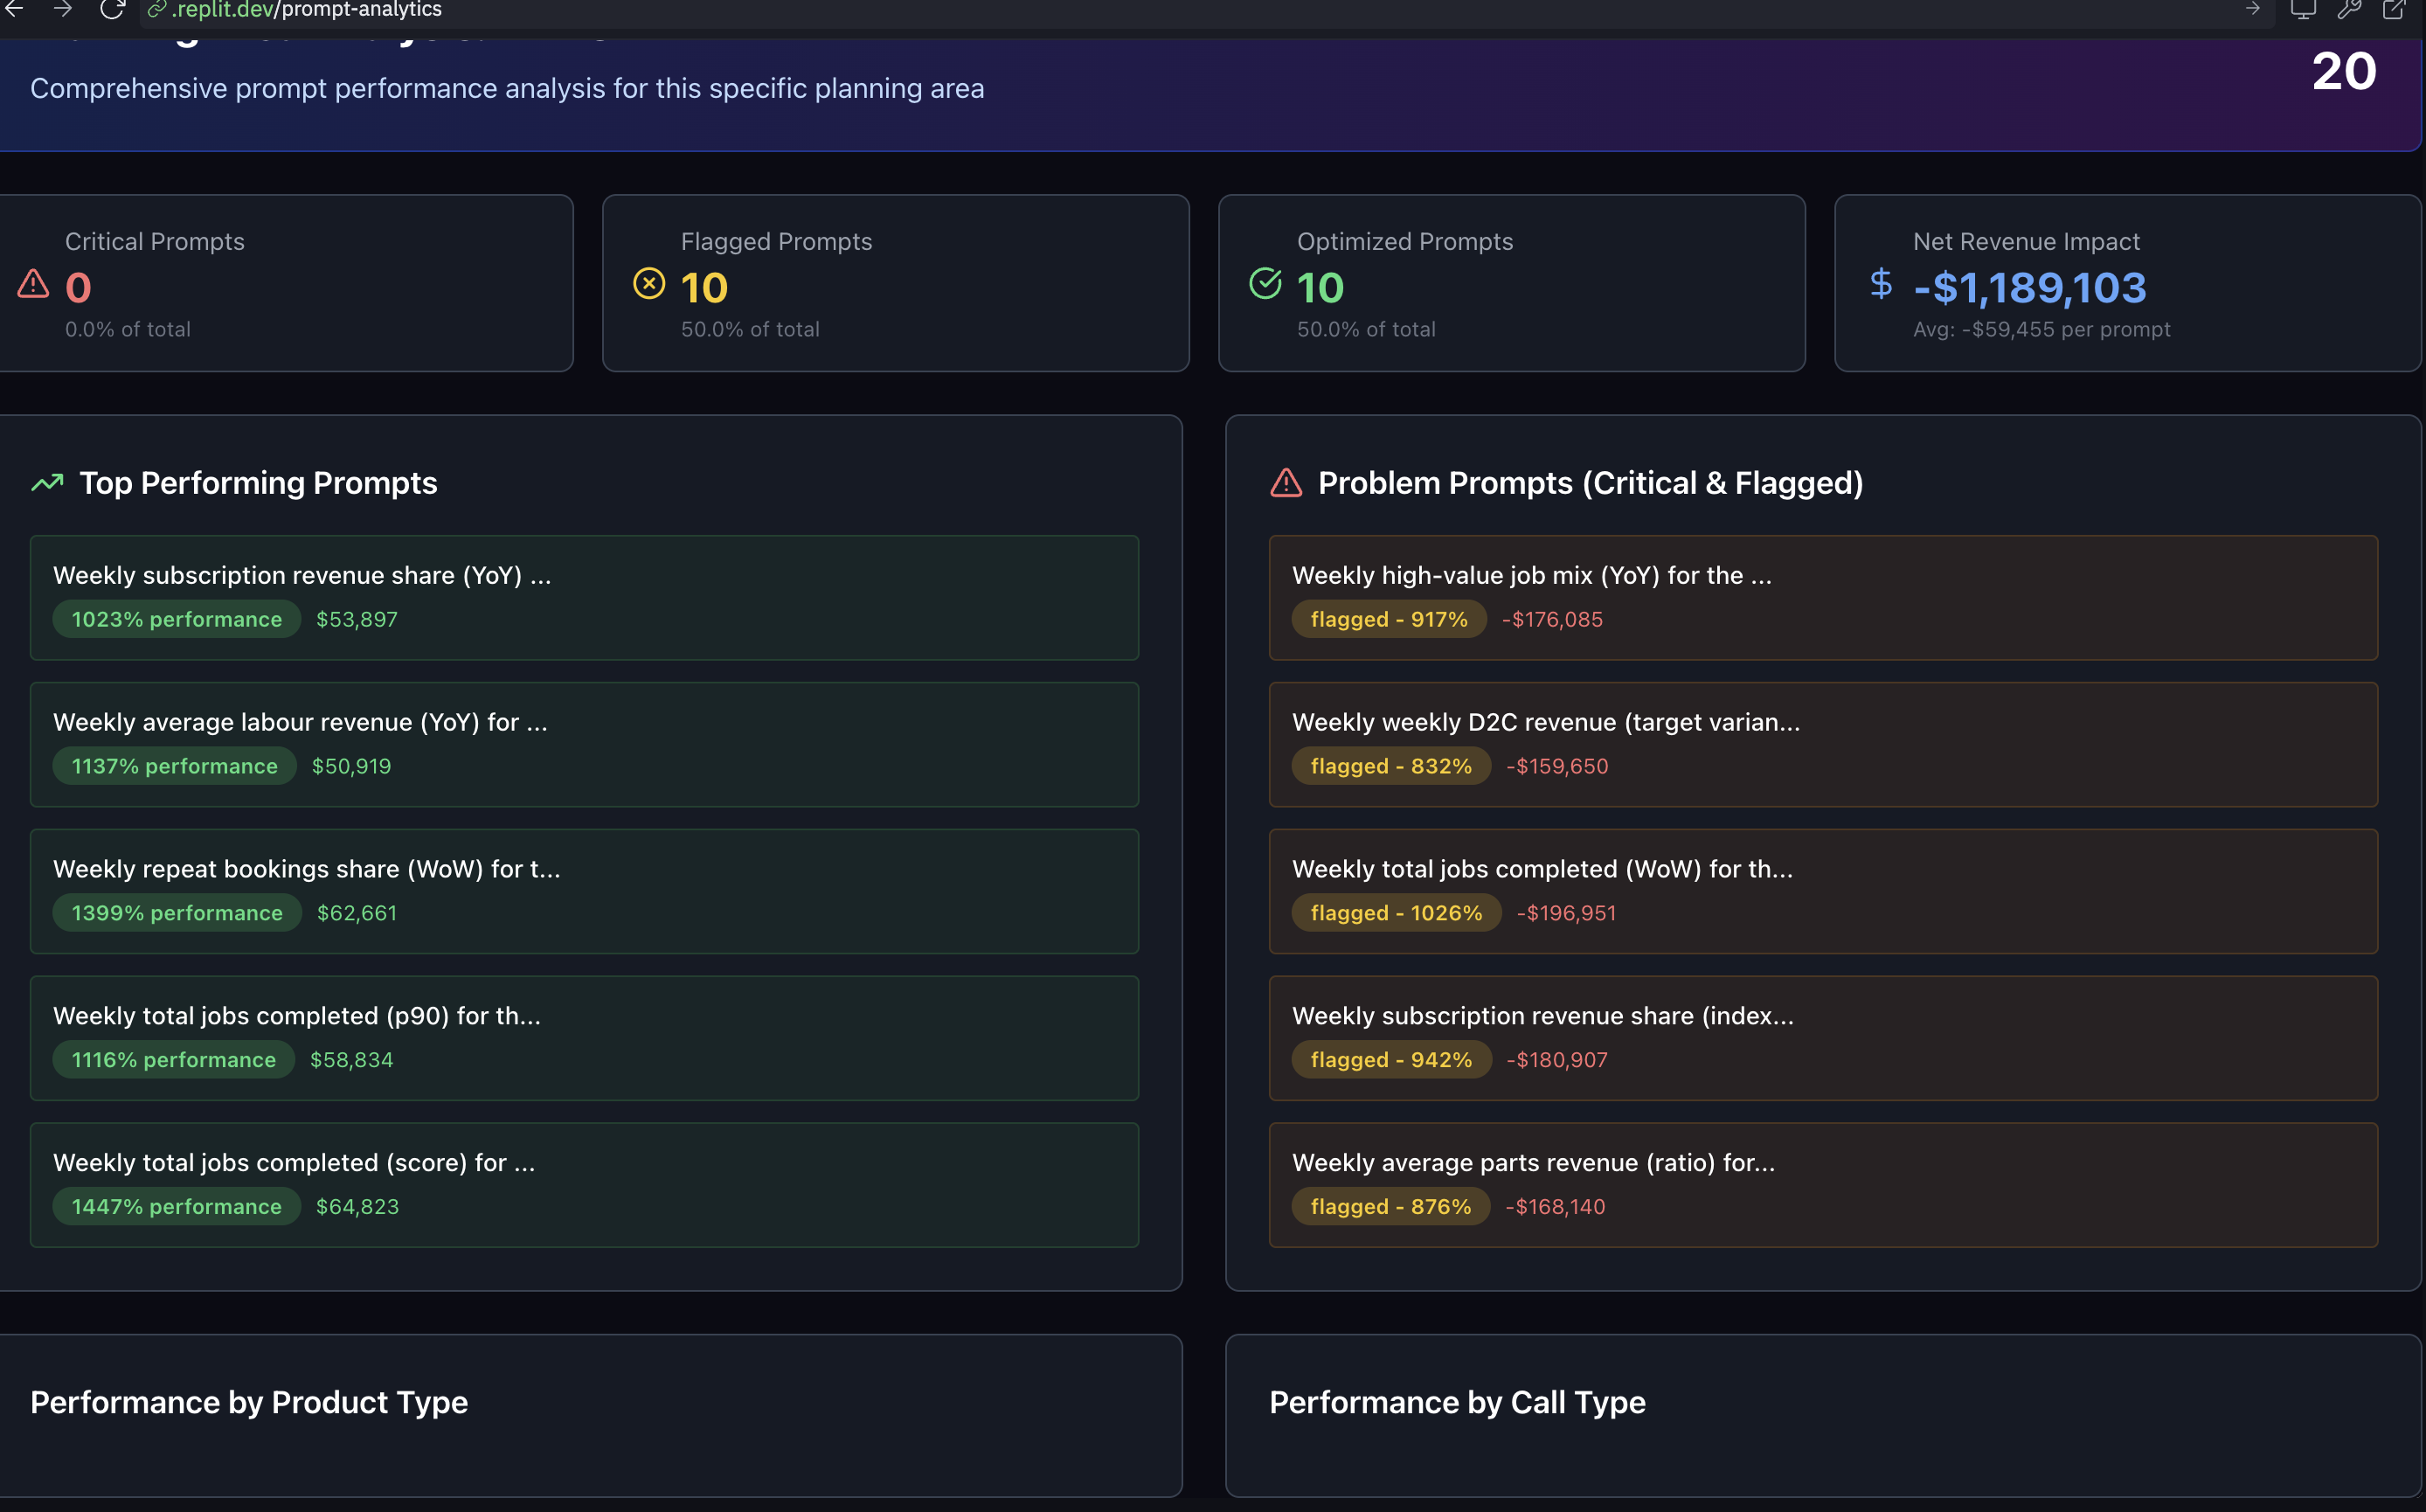 .replit.dev/prompt-analytics
Comprehensive prompt performance analysis for this specific planning area
20
Critical Prompts
0
0.0% of total
Flagged Prompts
10
50.0% of total
Optimized Prompts
10
50.0% of total
Net Revenue Impact
-$1,189,103
Avg: -$59,455 per prompt
Top Performing Prompts
Weekly subscription revenue share (YoY) ...
1023% performance $53,897
Weekly average labour revenue (YoY) for ...
1137% performance $50,919
Weekly repeat bookings share (WoW) for t...
1399% performance $62,661
Weekly total jobs completed (p90) for th...
1116% performance $58,834
Weekly total jobs completed (score) for ...
1447% performance $64,823
Problem Prompts (Critical & Flagged)
Weekly high-value job mix (YoY) for the ...
flagged - 917% -$176,085
Weekly weekly D2C revenue (target varian...
flagged - 832% -$159,650
Weekly total jobs completed (WoW) for th...
flagged - 1026% -$196,951
Weekly subscription revenue share (index...
flagged - 942% -$180,907
Weekly average parts revenue (ratio) for...
flagged - 876% -$168,140
Performance by Product Type
Performance by Call Type